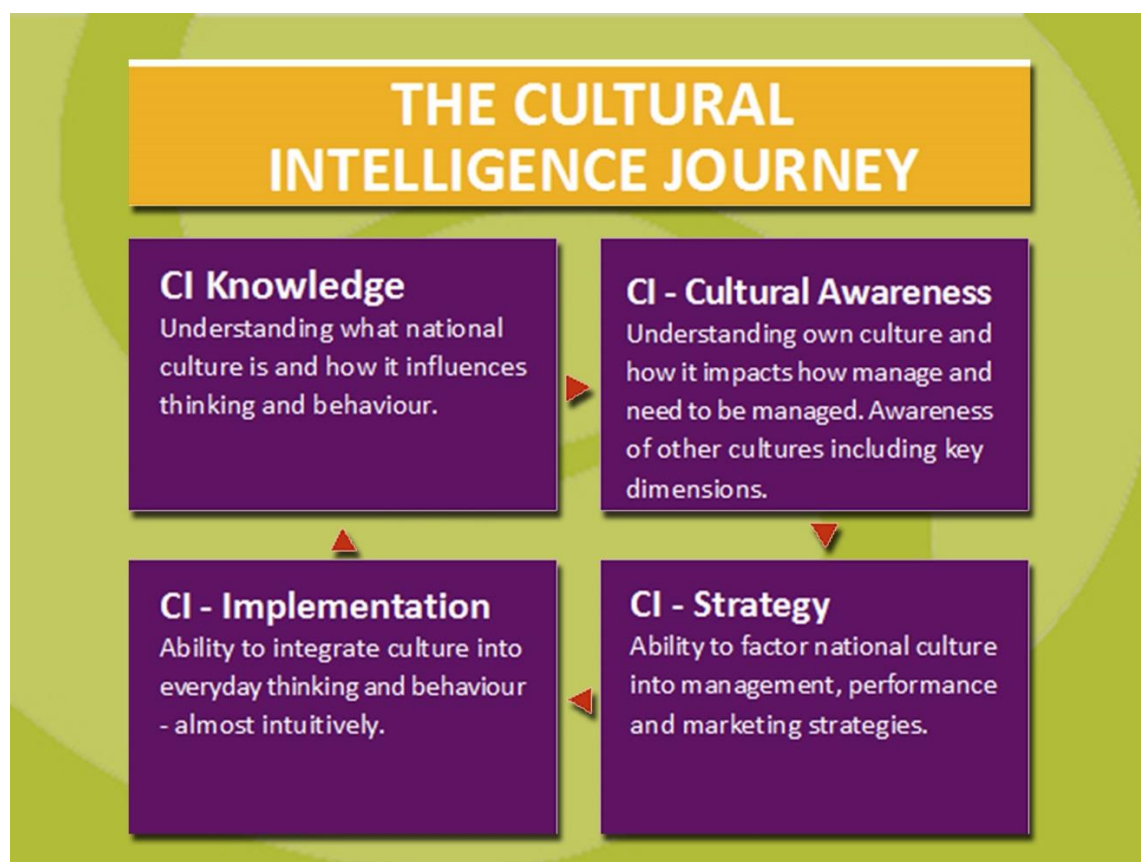 THE CULTURAL
INTELLIGENCE JOURNEY
CI Knowledge
Understanding what national
culture is and how it influences
thinking and behaviour.
CI - Cultural Awareness
Understanding own culture and
how it impacts how manage and
need to be managed. Awareness
of other cultures including key
dimensions.
CI - Strategy
Ability to factor national culture
into management, performance
and marketing strategies.
CI - Implementation
Ability to integrate culture into
everyday thinking and behaviour
- almost intuitively.